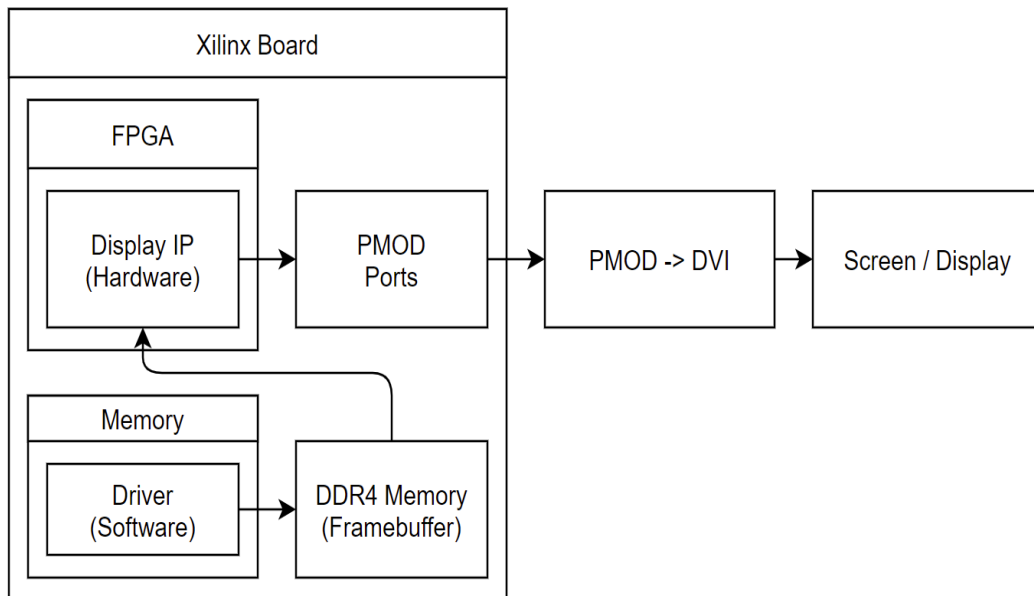 Xilinx Board
FPGA
Display IP
(Hardware)
PMOD
Ports
PMOD -> DVI
Screen / Display
Memory
Driver
(Software)
DDR4 Memory
(Framebuffer)